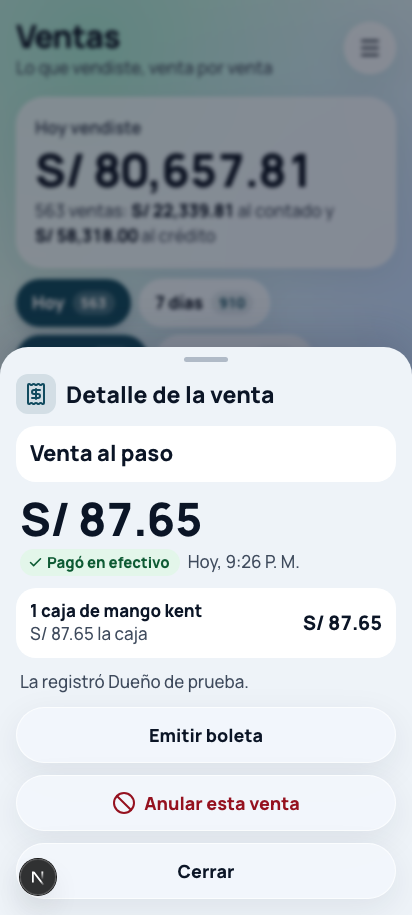 Ventas
Lo que vendiste, venta por venta
Hoy vendiste
S/ 80,657.81
563 ventas: S/ 22,339.81 al contado y
S/ 58,318.00 al crédito
Hoy 563
7 días 910
Detalle de la venta
Venta al paso
S/ 87.65
Pagó en efectivo
Hoy, 9:26 P. M.
1 caja de mango kent
S/ 87.65 la caja
S/ 87.65
La registró Dueño de prueba.
Emitir boleta
Anular esta venta
Cerrar
N